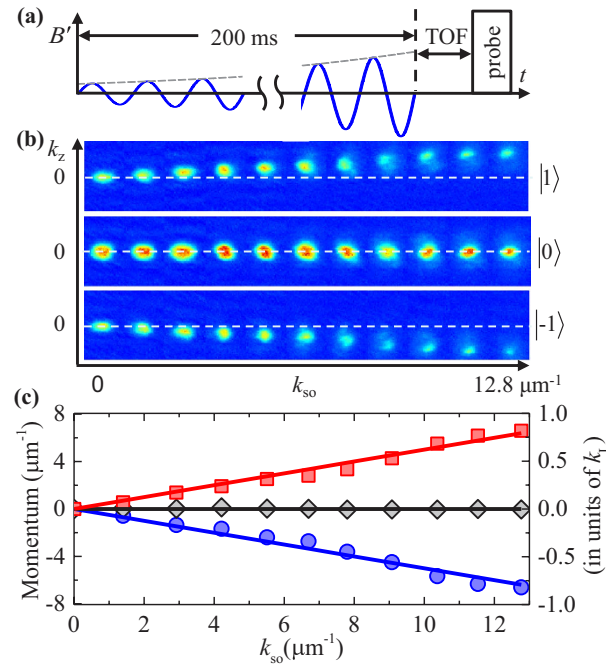 (a)
B′
200 ms
TOF
probe
t
(b)
k_z
0
|1⟩
0
|0⟩
0
|-1⟩
0
k_so
12.8 μm⁻¹
(c)
Momentum (μm⁻¹)
8
4
0
-4
-8
1.0
0.5
0.0
-0.5
-1.0
(in units of k_r)
0 2 4 6 8 10 12
k_so(μm⁻¹)